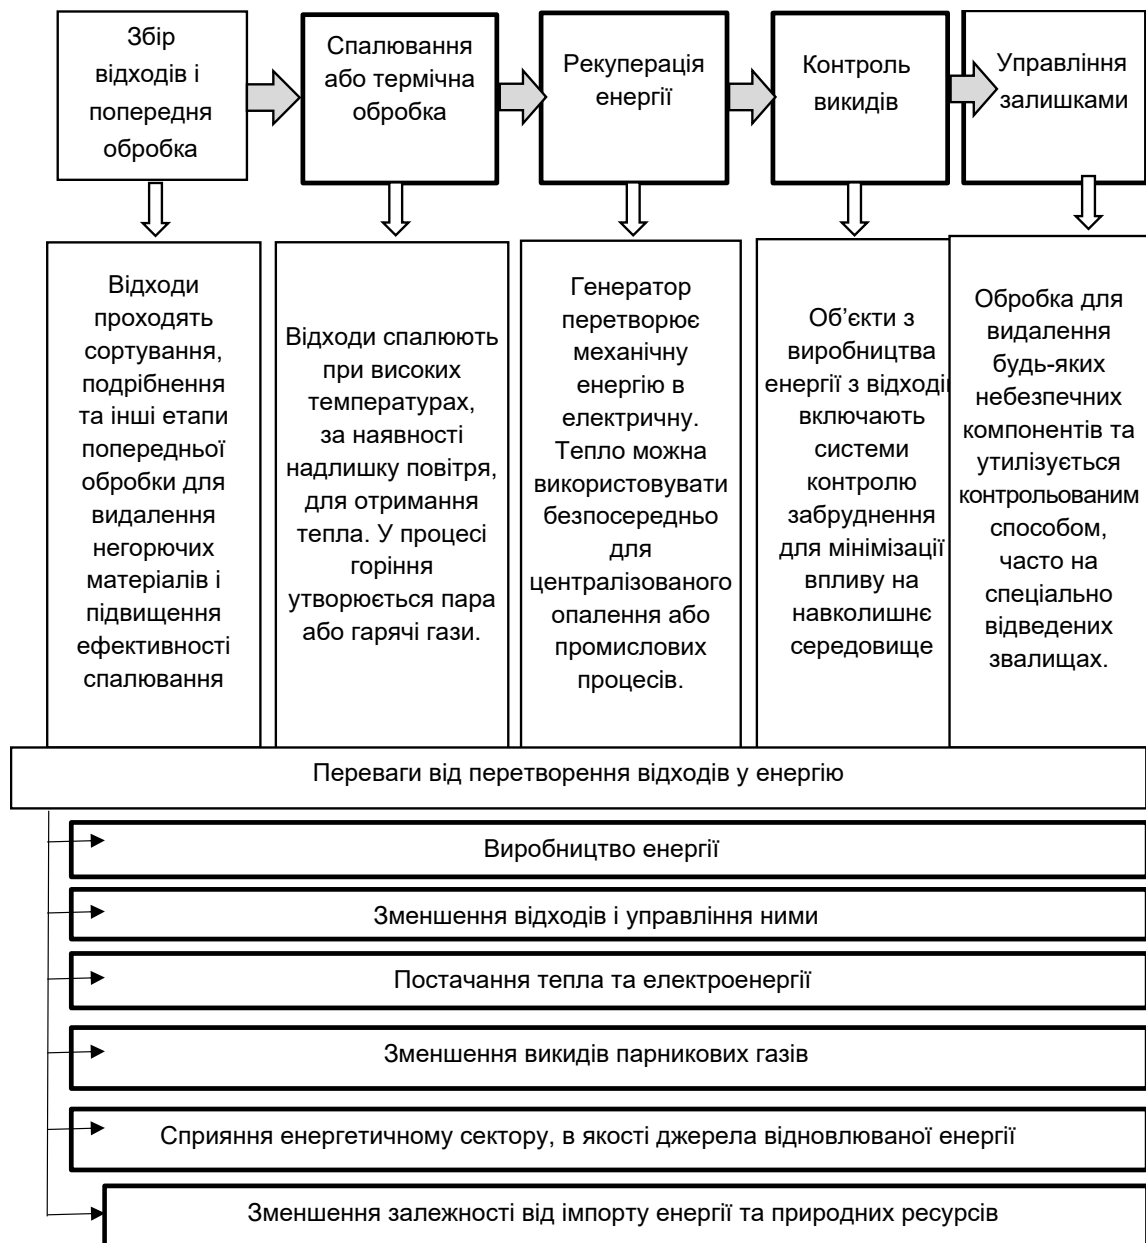 Збір
відходів і
попередня
обробка
Спалювання
або термічна
обробка
Рекуперація
енергії
Контроль
викидів
Управління
залишками
Відходи
проходять
сортування,
подрібнення
та інші етапи
попередньої
обробки для
видалення
негорючих
матеріалів і
підвищення
ефективності
спалювання
Відходи спалюють
при високих
температурах,
за наявності
надлишку повітря,
для отримання
тепла. У процесі
горіння
утворюється пара
або гарячі гази.
Генератор
перетворює
механічну
енергію в
електричну.
Тепло можна
використовувати
безпосередньо
для
централізованого
опалення або
промислових
процесів.
Об’єкти з
виробництва
енергії з відході
включають
системи
контролю
забруднення
для мінімізації
впливу на
навколишнє
середовище
Обробка для
видалення
будь-яких
небезпечних
компонентів та
утилізується
контрольованим
способом,
часто на
спеціально
відведених
звалищах.
Переваги від перетворення відходів у енергію
Виробництво енергії
Зменшення відходів і управління ними
Постачання тепла та електроенергії
Зменшення викидів парникових газів
Сприяння енергетичному сектору, в якості джерела відновлюваної енергії
Зменшення залежності від імпорту енергії та природних ресурсів